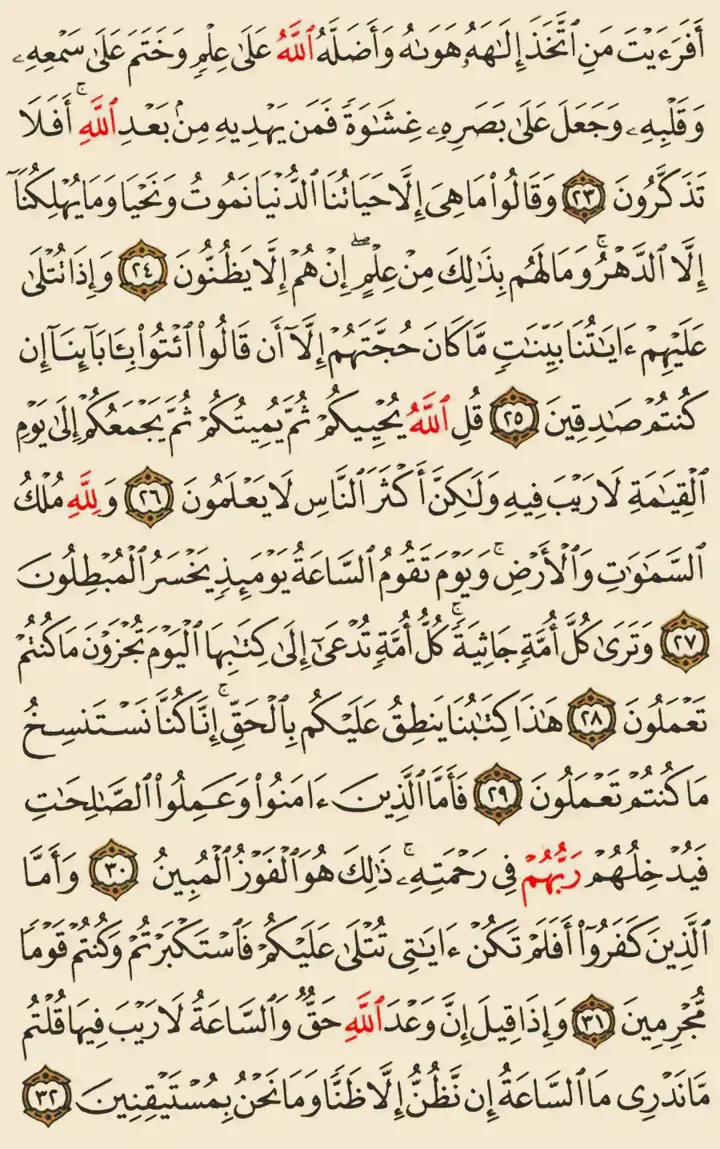 أَفَرَءَيْتَ مَنِ ٱتَّخَذَ إِلَـٰهَهُۥ هَوَىٰهُ وَأَضَلَّهُ ٱللَّهُ عَلَىٰ عِلْمٍ وَخَتَمَ عَلَىٰ سَمْعِهِۦ
وَقَلْبِهِۦ وَجَعَلَ عَلَىٰ بَصَرِهِۦ غِشَـٰوَةً فَمَن يَهْدِيهِ مِنۢ بَعْدِ ٱللَّهِ ۚ أَفَلَا
تَذَكَّرُونَ ٢٣ وَقَالُوا۟ مَا هِىَ إِلَّا حَيَاتُنَا ٱلدُّنْيَا نَمُوتُ وَنَحْيَا وَمَا يُهْلِكُنَآ
إِلَّا ٱلدَّهْرُ ۚ وَمَا لَهُم بِذَٰلِكَ مِنْ عِلْمٍ ۖ إِنْ هُمْ إِلَّا يَظُنُّونَ ٢٤ وَإِذَا تُتْلَىٰ
عَلَيْهِمْ ءَايَـٰتُنَا بَيِّنَـٰتٍ مَّا كَانَ حُجَّتَهُمْ إِلَّآ أَن قَالُوا۟ ٱئْتُوا۟ بِـَٔابَآئِنَآ إِن
كُنتُمْ صَـٰدِقِينَ ٢٥ قُلِ ٱللَّهُ يُحْيِيكُمْ ثُمَّ يُمِيتُكُمْ ثُمَّ يَجْمَعُكُمْ إِلَىٰ يَوْمِ
ٱلْقِيَـٰمَةِ لَا رَيْبَ فِيهِ وَلَـٰكِنَّ أَكْثَرَ ٱلنَّاسِ لَا يَعْلَمُونَ ٢٦ وَلِلَّهِ مُلْكُ
ٱلسَّمَـٰوَٰتِ وَٱلْأَرْضِ ۚ وَيَوْمَ تَقُومُ ٱلسَّاعَةُ يَوْمَئِذٍ يَخْسَرُ ٱلْمُبْطِلُونَ
٢٧ وَتَرَىٰ كُلَّ أُمَّةٍ جَاثِيَةً ۚ كُلُّ أُمَّةٍ تُدْعَىٰٓ إِلَىٰ كِتَـٰبِهَا ٱلْيَوْمَ تُجْزَوْنَ مَا كُنتُمْ
تَعْمَلُونَ ٢٨ هَـٰذَا كِتَـٰبُنَا يَنطِقُ عَلَيْكُم بِٱلْحَقِّ ۚ إِنَّا كُنَّا نَسْتَنسِخُ
مَا كُنتُمْ تَعْمَلُونَ ٢٩ فَأَمَّا ٱلَّذِينَ ءَامَنُوا۟ وَعَمِلُوا۟ ٱلصَّـٰلِحَـٰتِ
فَيُدْخِلُهُمْ رَبُّهُمْ فِى رَحْمَتِهِۦ ۚ ذَٰلِكَ هُوَ ٱلْفَوْزُ ٱلْمُبِينُ ٣٠ وَأَمَّا
ٱلَّذِينَ كَفَرُوٓا۟ أَفَلَمْ تَكُنْ ءَايَـٰتِى تُتْلَىٰ عَلَيْكُمْ فَٱسْتَكْبَرْتُمْ وَكُنتُمْ قَوْمًا
مُّجْرِمِينَ ٣١ وَإِذَا قِيلَ إِنَّ وَعْدَ ٱللَّهِ حَقٌّ وَٱلسَّاعَةُ لَا رَيْبَ فِيهَا قُلْتُم
مَّا نَدْرِى مَا ٱلسَّاعَةُ إِن نَّظُنُّ إِلَّا ظَنًّا وَمَا نَحْنُ بِمُسْتَيْقِنِينَ ٣٢